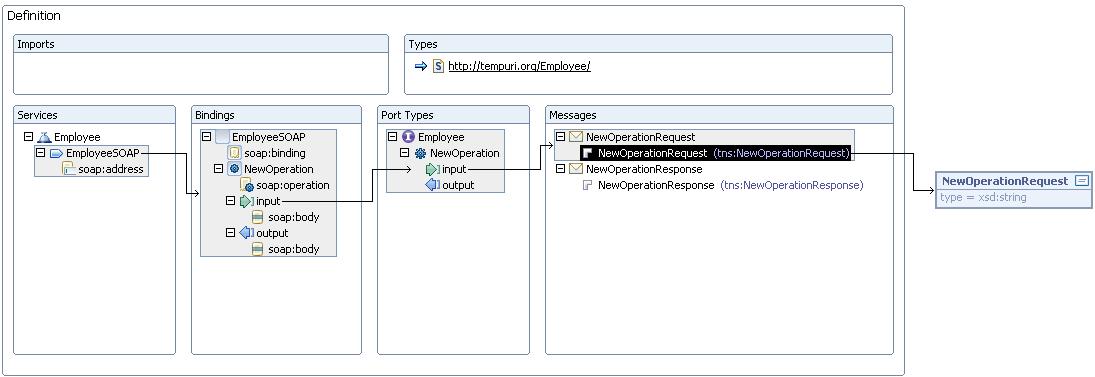 Definition
Imports
Types
http://tempuri.org/Employee/
Services
Employee
EmployeeSOAP
soap:address
Bindings
EmployeeSOAP
soap:binding
NewOperation
soap:operation
input
soap:body
output
soap:body
Port Types
Employee
NewOperation
input
output
Messages
NewOperationRequest
NewOperationRequest (tns:NewOperationRequest)
NewOperationResponse
NewOperationResponse (tns:NewOperationResponse)
NewOperationRequest
type = xsd:string